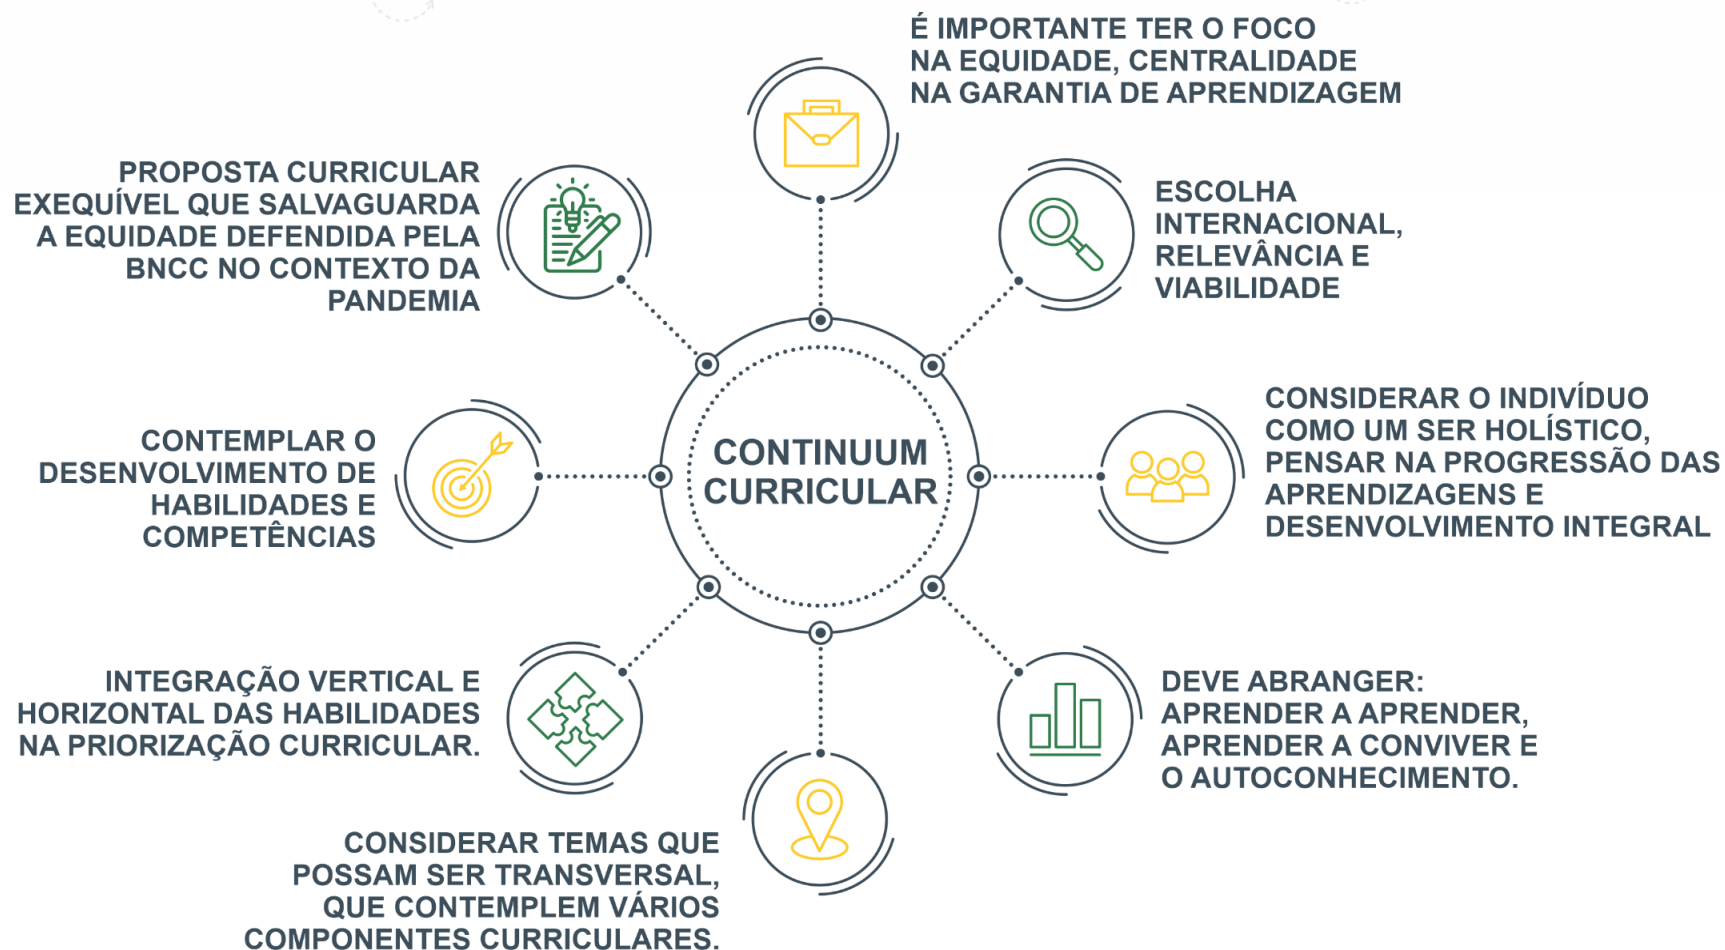 É IMPORTANTE TER O FOCO
NA EQUIDADE, CENTRALIDADE
NA GARANTIA DE APRENDIZAGEM
ESCOLHA
INTERNACIONAL,
RELEVÂNCIA E
VIABILIDADE
CONSIDERAR O INDIVÍDUO
COMO UM SER HOLÍSTICO,
PENSAR NA PROGRESSÃO DAS
APRENDIZAGENS E
DESENVOLVIMENTO INTEGRAL
DEVE ABRANGER:
APRENDER A APRENDER,
APRENDER A CONVIVER E
O AUTOCONHECIMENTO.
CONSIDERAR TEMAS QUE
POSSAM SER TRANSVERSAL,
QUE CONTEMPLEM VÁRIOS
COMPONENTES CURRICULARES.
INTEGRAÇÃO VERTICAL E
HORIZONTAL DAS HABILIDADES
NA PRIORIZAÇÃO CURRICULAR.
CONTEMPLAR O
DESENVOLVIMENTO DE
HABILIDADES E
COMPETÊNCIAS
PROPOSTA CURRICULAR
EXEQUÍVEL QUE SALVAGUARDA
A EQUIDADE DEFENDIDA PELA
BNCC NO CONTEXTO DA
PANDEMIA
CONTINUUM
CURRICULAR